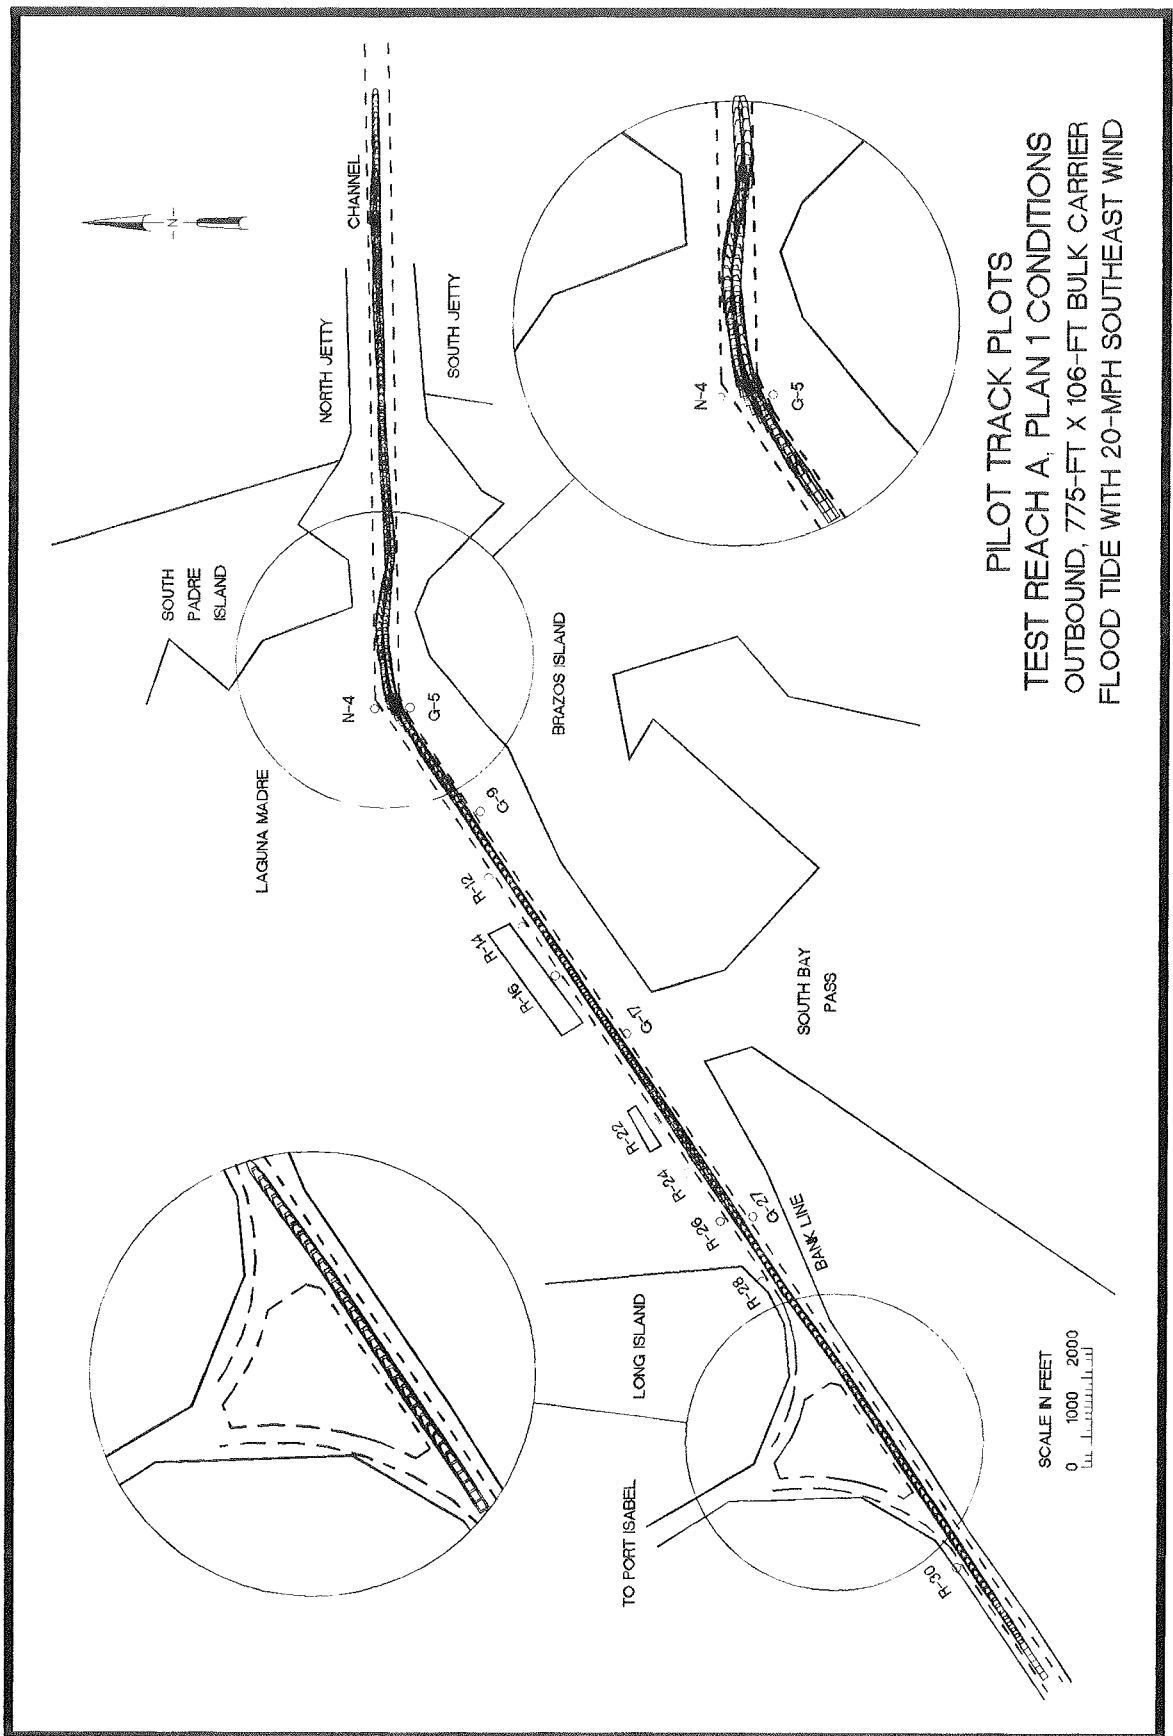 -N-
CHANNEL
NORTH JETTY
SOUTH JETTY
SOUTH
PADRE
ISLAND
N-4
G-5
LAGUNA MADRE
BRAZOS ISLAND
G-9
R-12
R-14
R-16
G-17
SOUTH BAY
PASS
R-22
R-24
R-26
G-27
R-28
BANK LINE
LONG ISLAND
TO PORT ISABEL
R-30
N-4
G-5
SCALE IN FEET
0 1000 2000
PILOT TRACK PLOTS
TEST REACH A, PLAN 1 CONDITIONS
OUTBOUND, 775-FT X 106-FT BULK CARRIER
FLOOD TIDE WITH 20-MPH SOUTHEAST WIND